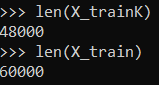 >>> len(X_trainK)
48000
>>> len(X_train)
60000